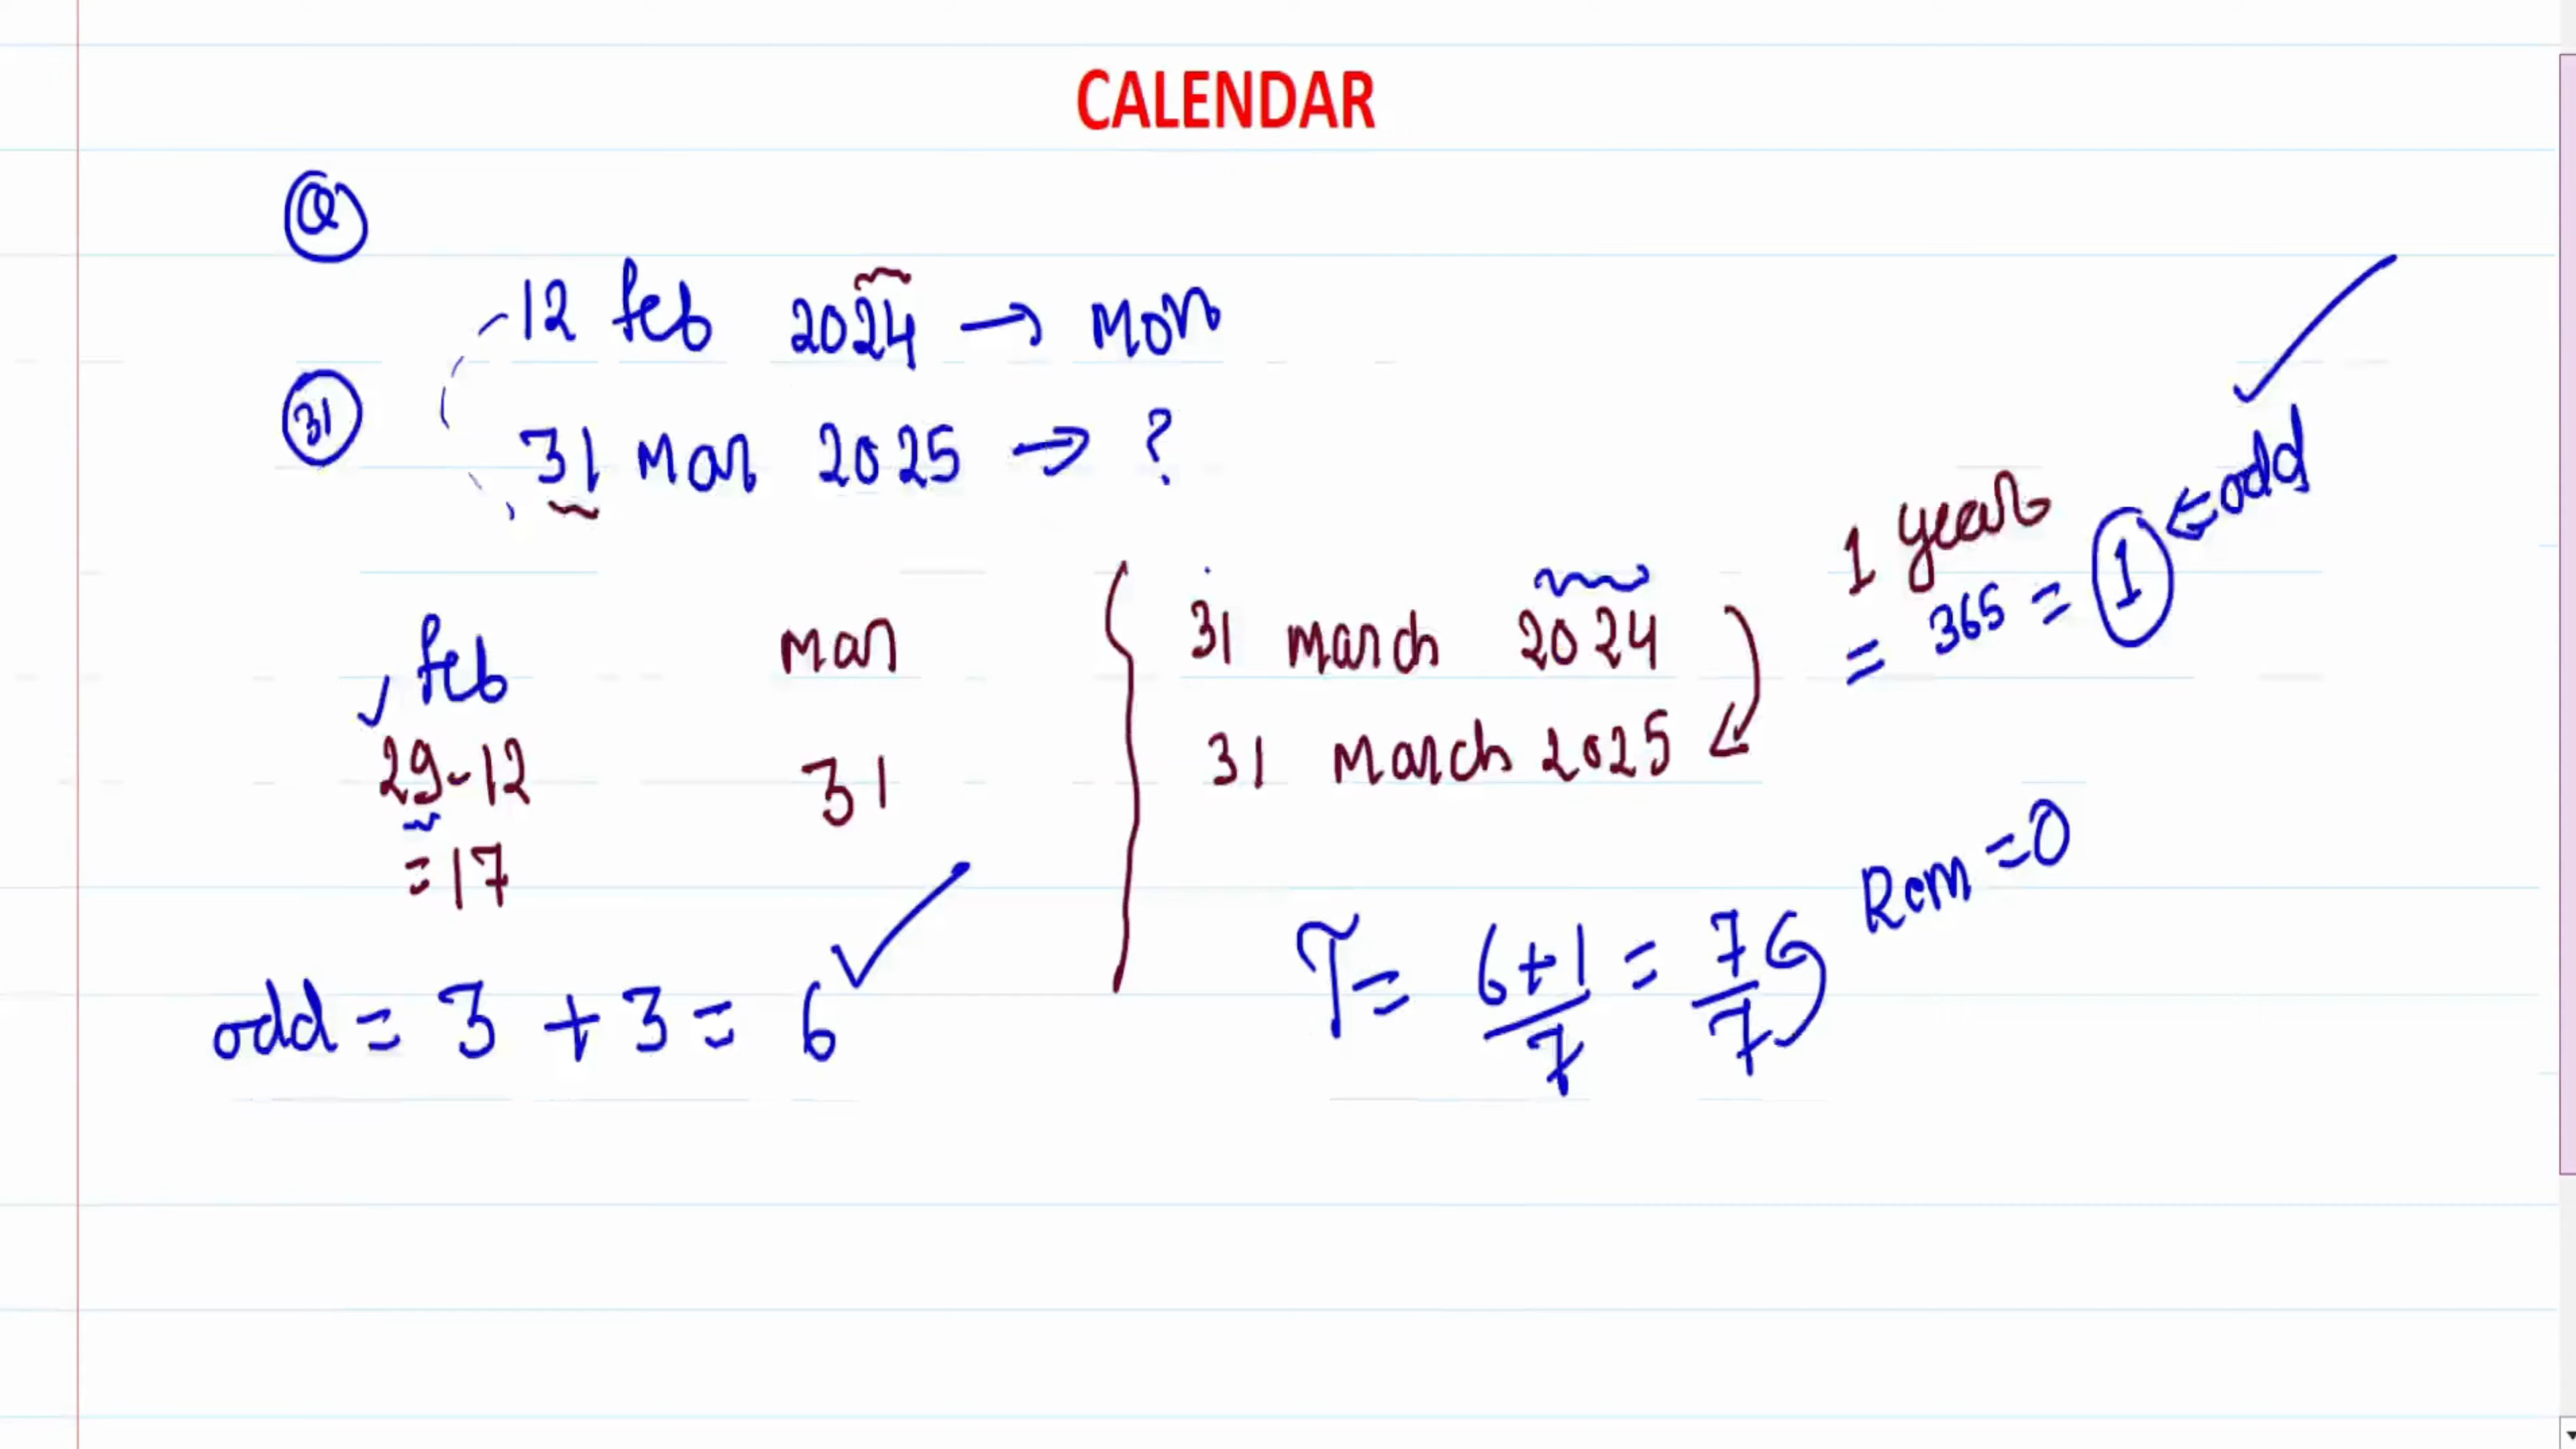 CALENDAR
Q
12 feb 2024 → Mon
31
31 Mar 2025 → ?
feb
29-12
=17
mar
31
odd = 3 + 3 = 6
31 march 2024
31 March 2025
1 year
= 365 = 1 ← odd
T = 6+1/7 = 7/7
Rem = 0